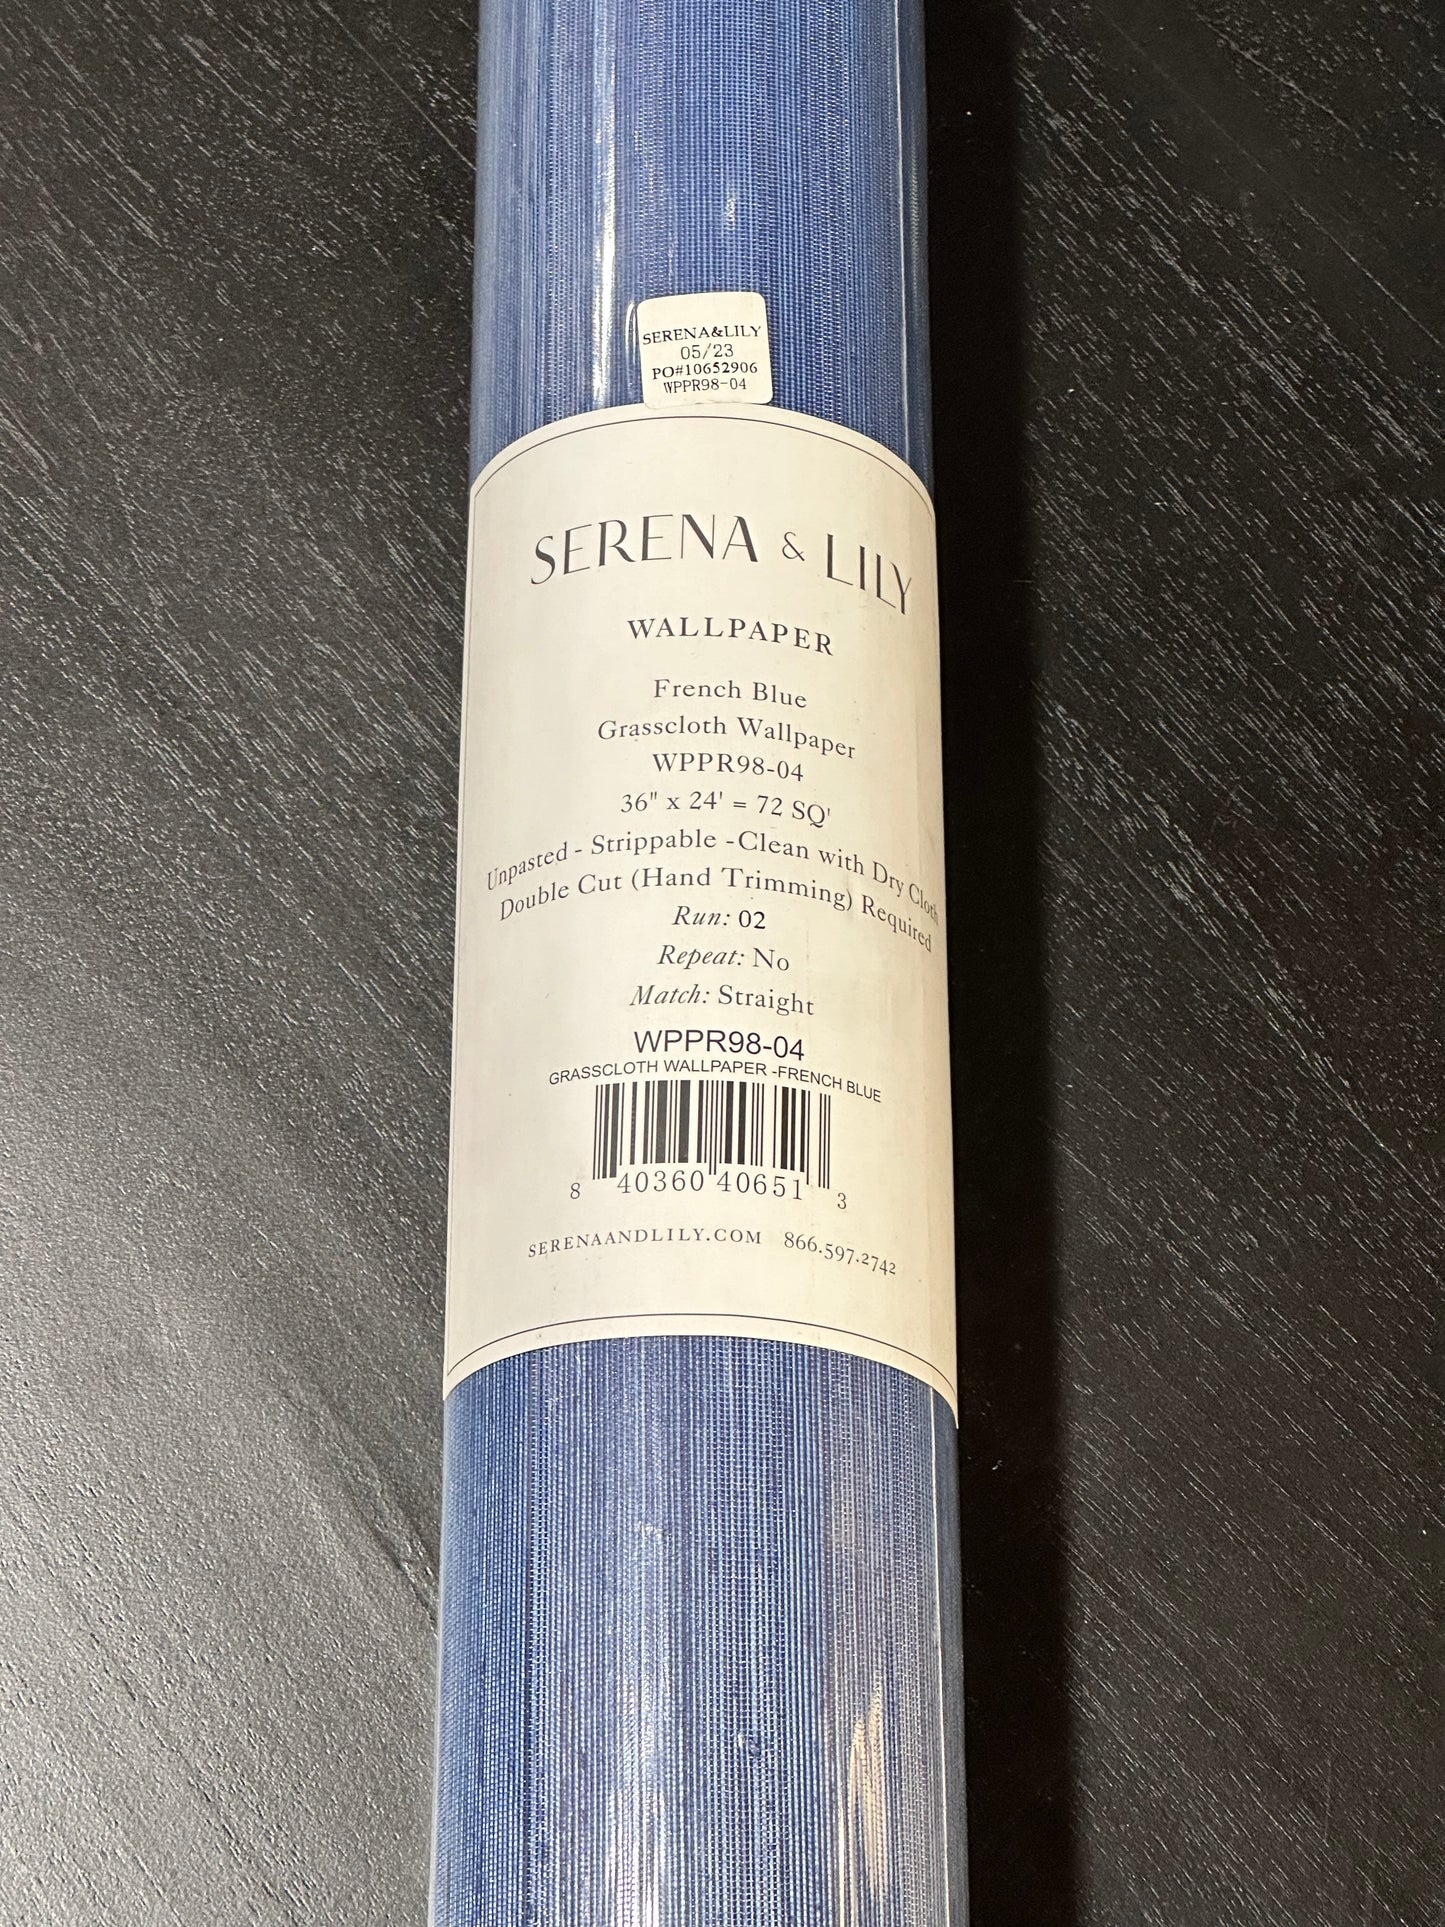 SERENA&LILY
05/23
PO#10652906
WPPR98-04
SERENA & LILY
WALLPAPER
French Blue
Grasscloth Wallpaper
WPPR98-04
36" x 24' = 72 SQ'
Unpasted - Strippable -Clean with Dry Cloth
Double Cut (Hand Trimming) Required
Run: 02
Repeat: No
Match: Straight
WPPR98-04
GRASSCLOTH WALLPAPER -FRENCH BLUE
8 40360 40651 3
SERENAANDLILY.COM 866.597.2742